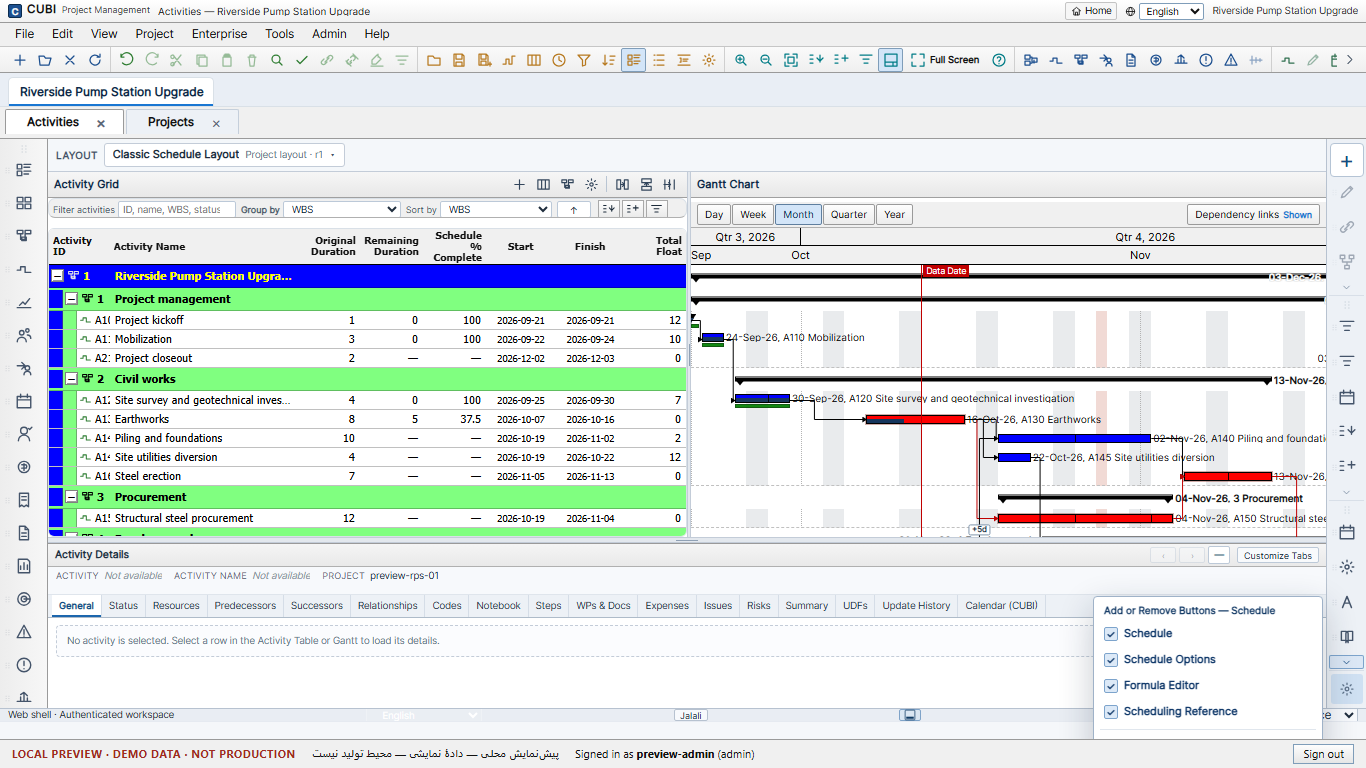 CUBI Project Management Activities — Riverside Pump Station Upgrade Home English Riverside Pump Station Upgrade
File Edit View Project Enterprise Tools Admin Help
Full Screen
Riverside Pump Station Upgrade
Activities Projects
LAYOUT Classic Schedule Layout Project layout · r1
Activity Grid Gantt Chart
Filter activities ID, name, WBS, status Group by WBS Sort by WBS
Day Week Month Quarter Year Dependency links Shown
Activity ID Activity Name Original Duration Remaining Duration Schedule % Complete Start Finish Total Float
Qtr 3, 2026 Qtr 4, 2026
Sep Oct Nov
Data Date
1 Riverside Pump Station Upgra... 03-Dec-26
1 Project management
Project kickoff 1 0 100 2026-09-21 2026-09-21 12
Mobilization 3 0 100 2026-09-22 2026-09-24 10 24-Sep-26, A110 Mobilization
Project closeout 2 — — 2026-12-02 2026-12-03 0
2 Civil works 13-Nov-26,
Site survey and geotechnical inves... 4 0 100 2026-09-25 2026-09-30 7 30-Sep-26, A120 Site survey and geotechnical investigation
Earthworks 8 5 37.5 2026-10-07 2026-10-16 0 16-Oct-26, A130 Earthworks
Piling and foundations 10 — — 2026-10-19 2026-11-02 2 02-Nov-26, A140 Piling and foundati
Site utilities diversion 4 — — 2026-10-19 2026-10-22 12 22-Oct-26, A145 Site utilities diversion
Steel erection 7 — — 2026-11-05 2026-11-13 0 13-Nov-26,
3 Procurement 04-Nov-26, 3 Procurement
Structural steel procurement 12 — — 2026-10-19 2026-11-04 0 04-Nov-26, A150 Structural stee
+5d
Activity Details Customize Tabs
ACTIVITY Not available ACTIVITY NAME Not available PROJECT preview-rps-01
General Status Resources Predecessors Successors Relationships Codes Notebook Steps WPs & Docs Expenses Issues Risks Summary UDFs Update History Calendar (CUBI)
No activity is selected. Select a row in the Activity Table or Gantt to load its details.
Add or Remove Buttons — Schedule
Schedule
Schedule Options
Formula Editor
Scheduling Reference
Web shell · Authenticated workspace English Jalali
LOCAL PREVIEW · DEMO DATA · NOT PRODUCTION پیش‌نمایش محلی — دادهٔ نمایشی — محیط تولید نیست Signed in as preview-admin (admin) Sign out